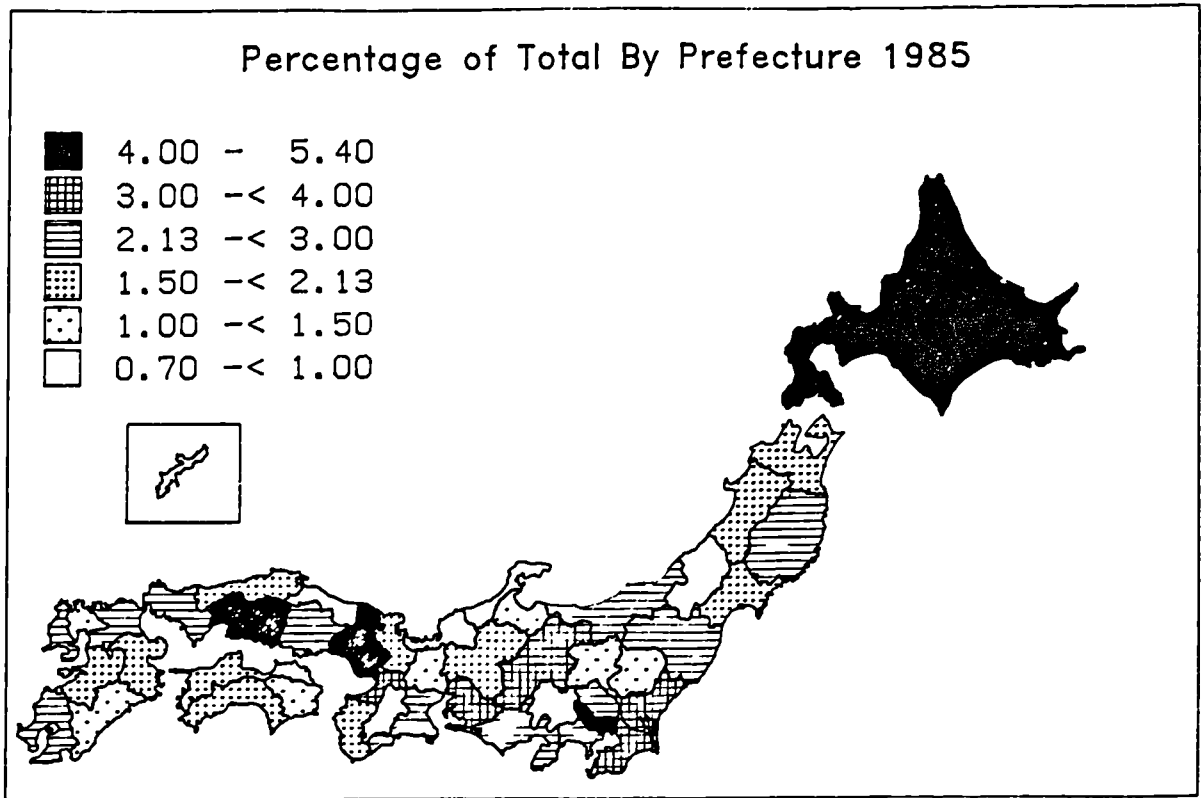 Percentage of Total By Prefecture 1985
4.00 - 5.40
3.00 -< 4.00
2.13 -< 3.00
1.50 -< 2.13
1.00 -< 1.50
0.70 -< 1.00